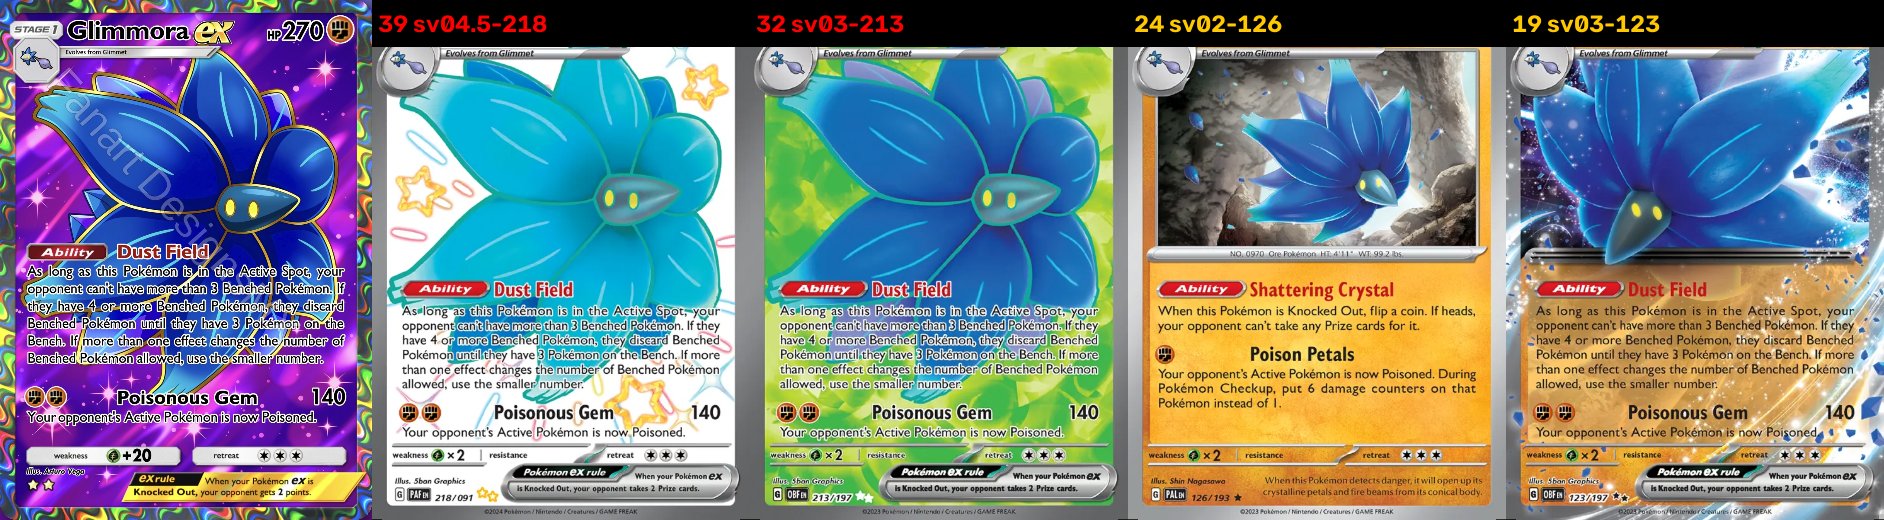 STAGE 1
Glimmora ex
HP 270
Evolves from Glimmet
Fanart Design
Ability Dust Field
As long as this Pokémon is in the Active Spot, your
opponent can't have more than 3 Benched Pokémon. If
they have 4 or more Benched Pokémon, they discard
Benched Pokémon until they have 3 Pokémon on the
Bench. If more than one effect changes the number of
Benched Pokémon allowed, use the smaller number.
Poisonous Gem 140
Your opponent's Active Pokémon is now Poisoned.
weakness +20 retreat
Illus. Arturo Vega
ex rule When your Pokémon ex is
Knocked Out, your opponent gets 2 points.
39 sv04.5-218
Evolves from Glimmet
Ability Dust Field
As long as this Pokémon is in the Active Spot, your
opponent can't have more than 3 Benched Pokémon. If they
have 4 or more Benched Pokémon, they discard Benched
Pokémon until they have 3 Pokémon on the Bench. If more
than one effect changes the number of Benched Pokémon
allowed, use the smaller number.
Poisonous Gem 140
Your opponent's Active Pokémon is now Poisoned.
weakness ×2 resistance retreat
Illus. 5ban Graphics
G PAF EN 218/091
Pokémon ex rule When your Pokémon ex
is Knocked Out, your opponent takes 2 Prize cards.
©2024 Pokémon / Nintendo / Creatures / GAME FREAK
32 sv03-213
Evolves from Glimmet
Ability Dust Field
As long as this Pokémon is in the Active Spot, your
opponent can't have more than 3 Benched Pokémon. If they
have 4 or more Benched Pokémon, they discard Benched
Pokémon until they have 3 Pokémon on the Bench. If more
than one effect changes the number of Benched Pokémon
allowed, use the smaller number.
Poisonous Gem 140
Your opponent's Active Pokémon is now Poisoned.
weakness ×2 resistance retreat
Illus. 5ban Graphics
G OBF EN 213/197
Pokémon ex rule When your Pokémon ex
is Knocked Out, your opponent takes 2 Prize cards.
©2023 Pokémon / Nintendo / Creatures / GAME FREAK
24 sv02-126
Evolves from Glimmet
NO. 0970 Ore Pokémon HT: 4'11" WT: 99.2 lbs.
Ability Shattering Crystal
When this Pokémon is Knocked Out, flip a coin. If heads,
your opponent can't take any Prize cards for it.
Poison Petals
Your opponent's Active Pokémon is now Poisoned. During
Pokémon Checkup, put 6 damage counters on that
Pokémon instead of 1.
weakness ×2 resistance retreat
Illus. Shin Nagasawa
G PAL EN 126/193
When this Pokémon detects danger, it will open up its
crystalline petals and fire beams from its conical body.
©2023 Pokémon / Nintendo / Creatures / GAME FREAK
19 sv03-123
Evolves from Glimmet
Ability Dust Field
As long as this Pokémon is in the Active Spot, your
opponent can't have more than 3 Benched Pokémon. If they
have 4 or more Benched Pokémon, they discard Benched
Pokémon until they have 3 Pokémon on the Bench. If more
than one effect changes the number of Benched Pokémon
allowed, use the smaller number.
Poisonous Gem 140
Your opponent's Active Pokémon is now Poisoned.
weakness ×2 resistance retreat
Illus. 5ban Graphics
G OBF EN 123/197
Pokémon ex rule When your Pokémon ex
is Knocked Out, your opponent takes 2 Prize cards.
©2023 Pokémon / Nintendo / Creatures / GAME FREAK